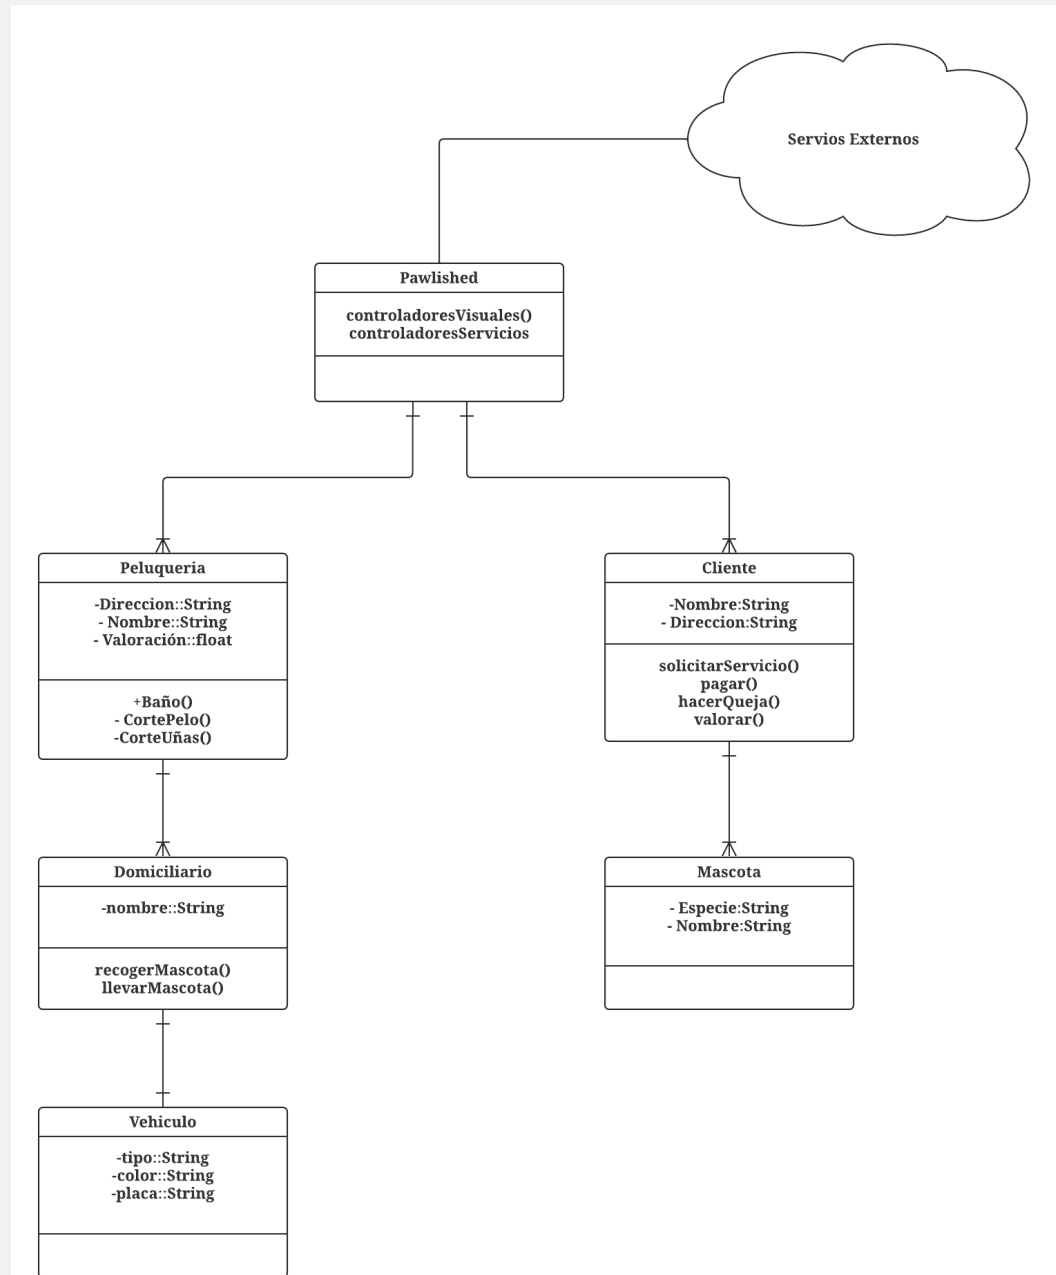 Servios Externos
Pawlished
controladoresVisuales()
controladoresServicios
Peluqueria
-Direccion::String
- Nombre::String
- Valoración::float
+Baño()
- CortePelo()
-CorteUñas()
Cliente
-Nombre:String
- Direccion:String
solicitarServicio()
pagar()
hacerQueja()
valorar()
Domiciliario
-nombre::String
recogerMascota()
llevarMascota()
Mascota
- Especie:String
- Nombre:String
Vehiculo
-tipo::String
-color::String
-placa::String